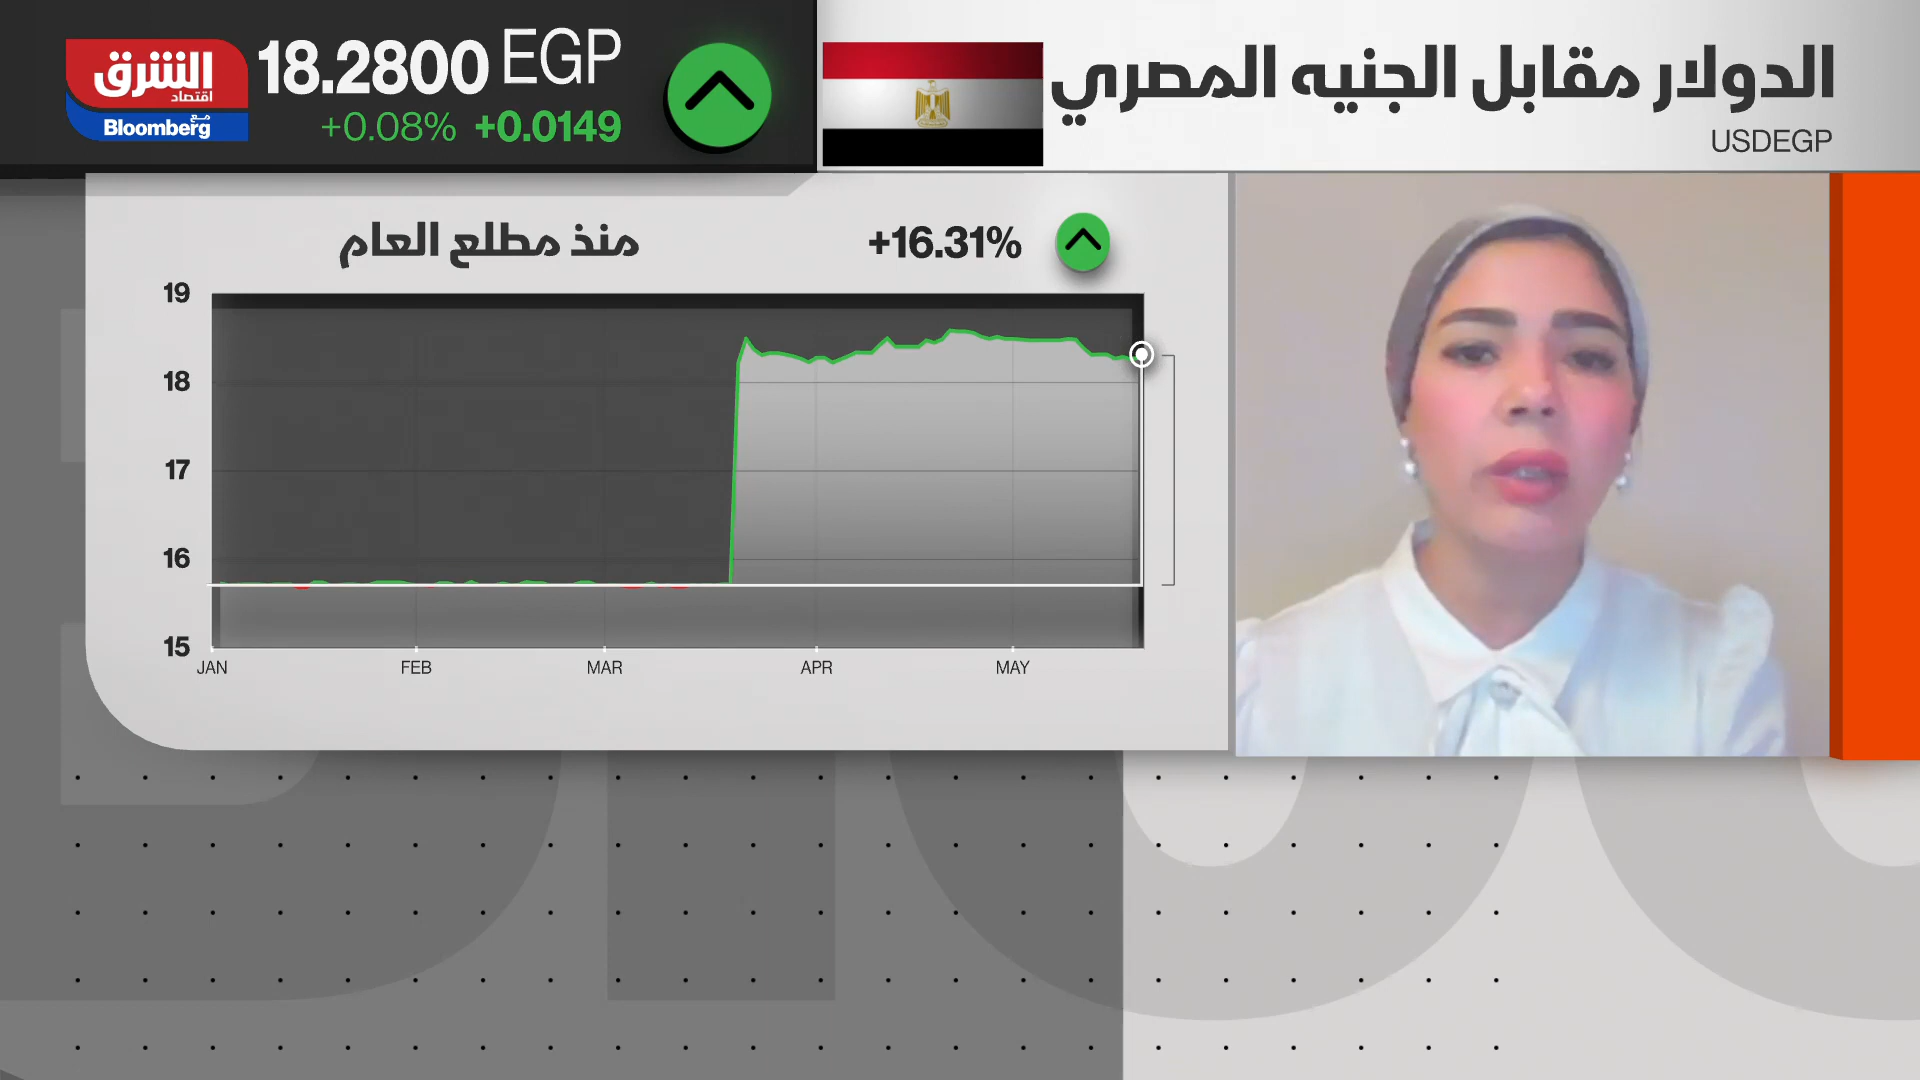 الشرق
اقتصاد
مع
Bloomberg
18.2800 EGP
+0.08% +0.0149
الدولار مقابل الجنيه المصري
USDEGP
منذ مطلع العام
+16.31%
19
18
17
16
15
JAN FEB MAR APR MAY